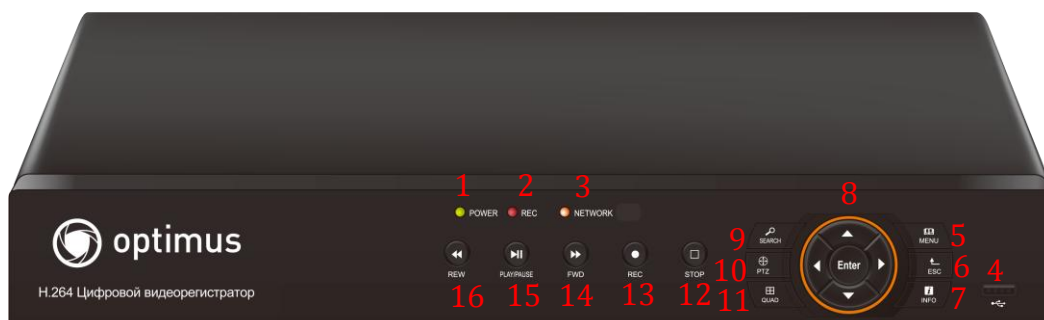 1 2 3
POWER REC NETWORK
8
optimus
9 SEARCH
MENU 5
10 PTZ
Enter
ESC 6
4
11 QUAD
INFO 7
REW PLAY/PAUSE FWD REC STOP
16 15 14 13 12
H.264 Цифровой видеорегистратор